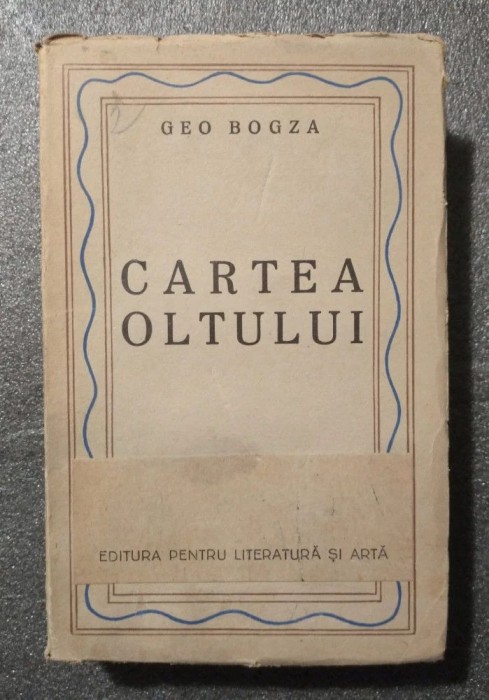 GEO BOGZA
CARTEA
OLTULUI
EDITURA PENTRU LITERATURĂ ȘI ARTĂ